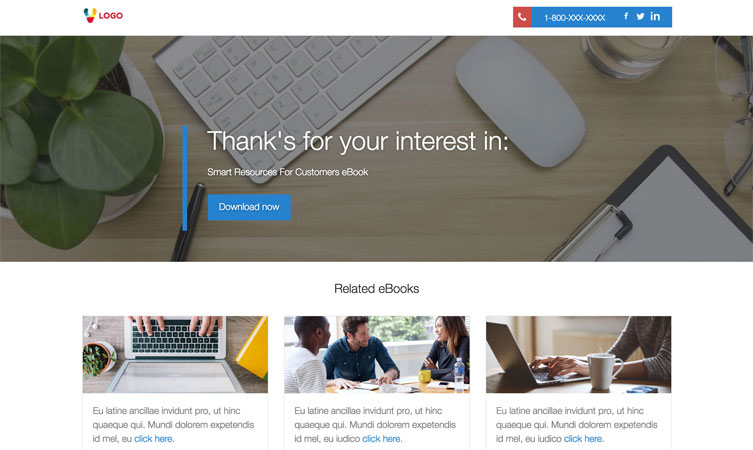 LOGO
1-800-XXX-XXXX
Thank's for your interest in:
Smart Resources For Customers eBook
Download now
Related eBooks
Eu latine ancillae invidunt pro, ut hinc
quaeque qui. Mundi dolorem expetendis
id mel, eu click here.
Eu latine ancillae invidunt pro, ut hinc
quaeque qui. Mundi dolorem expetendis
id mel, eu iudico click here.
Eu latine ancillae invidunt pro, ut hinc
quaeque qui. Mundi dolorem expetendis
id mel, eu iudico click here.